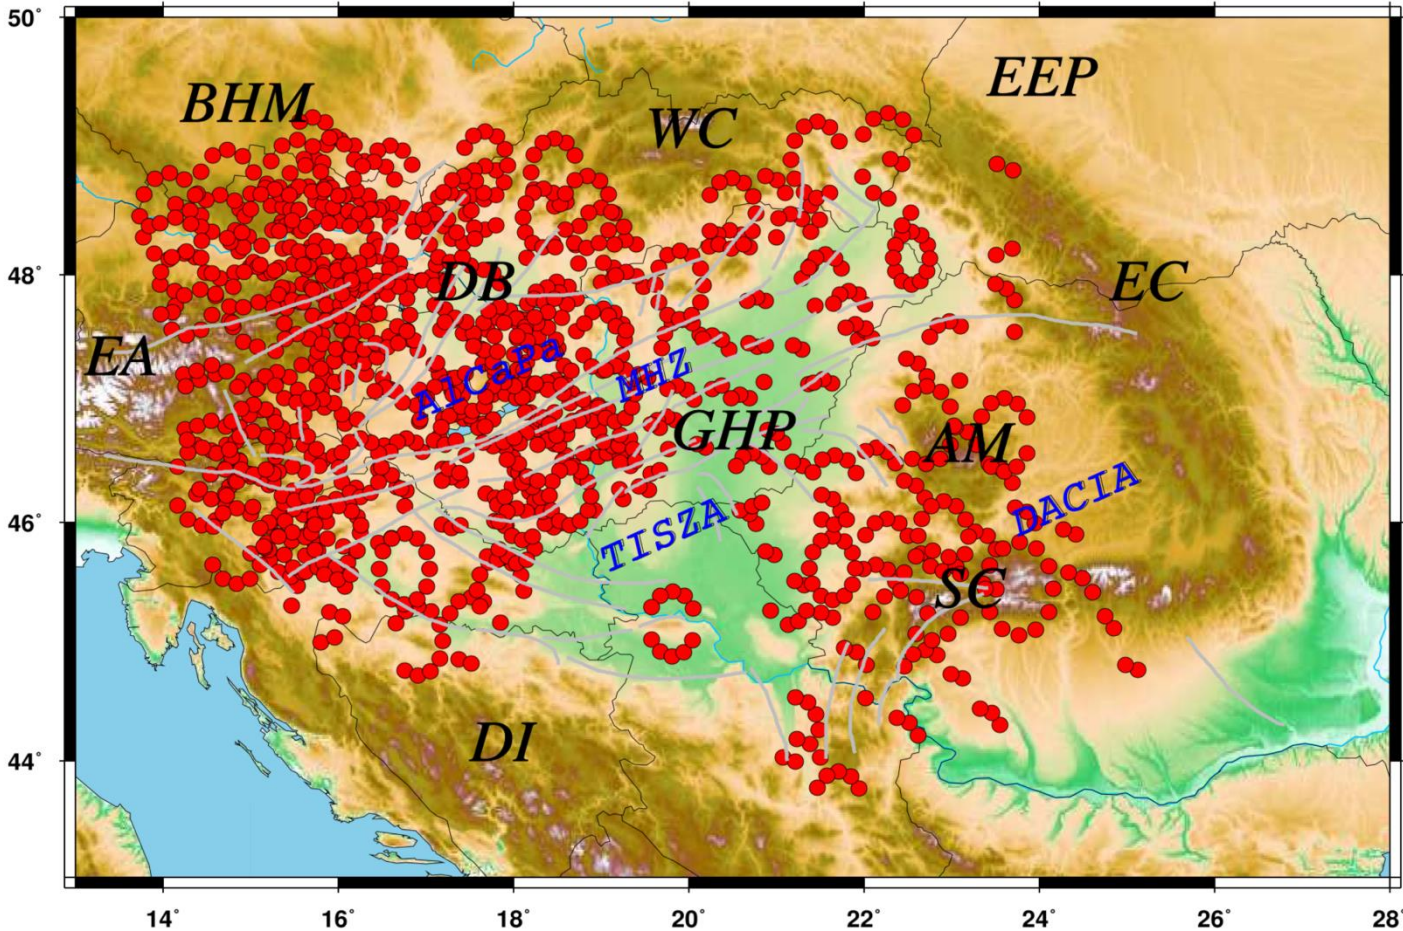 50°
BHM
EEP
WC
48°
DB
EC
EA
AlCaPa
MHZ
GHP
AM
DACIA
46°
TISZA
SC
DI
44°
14°
16°
18°
20°
22°
24°
26°
28°